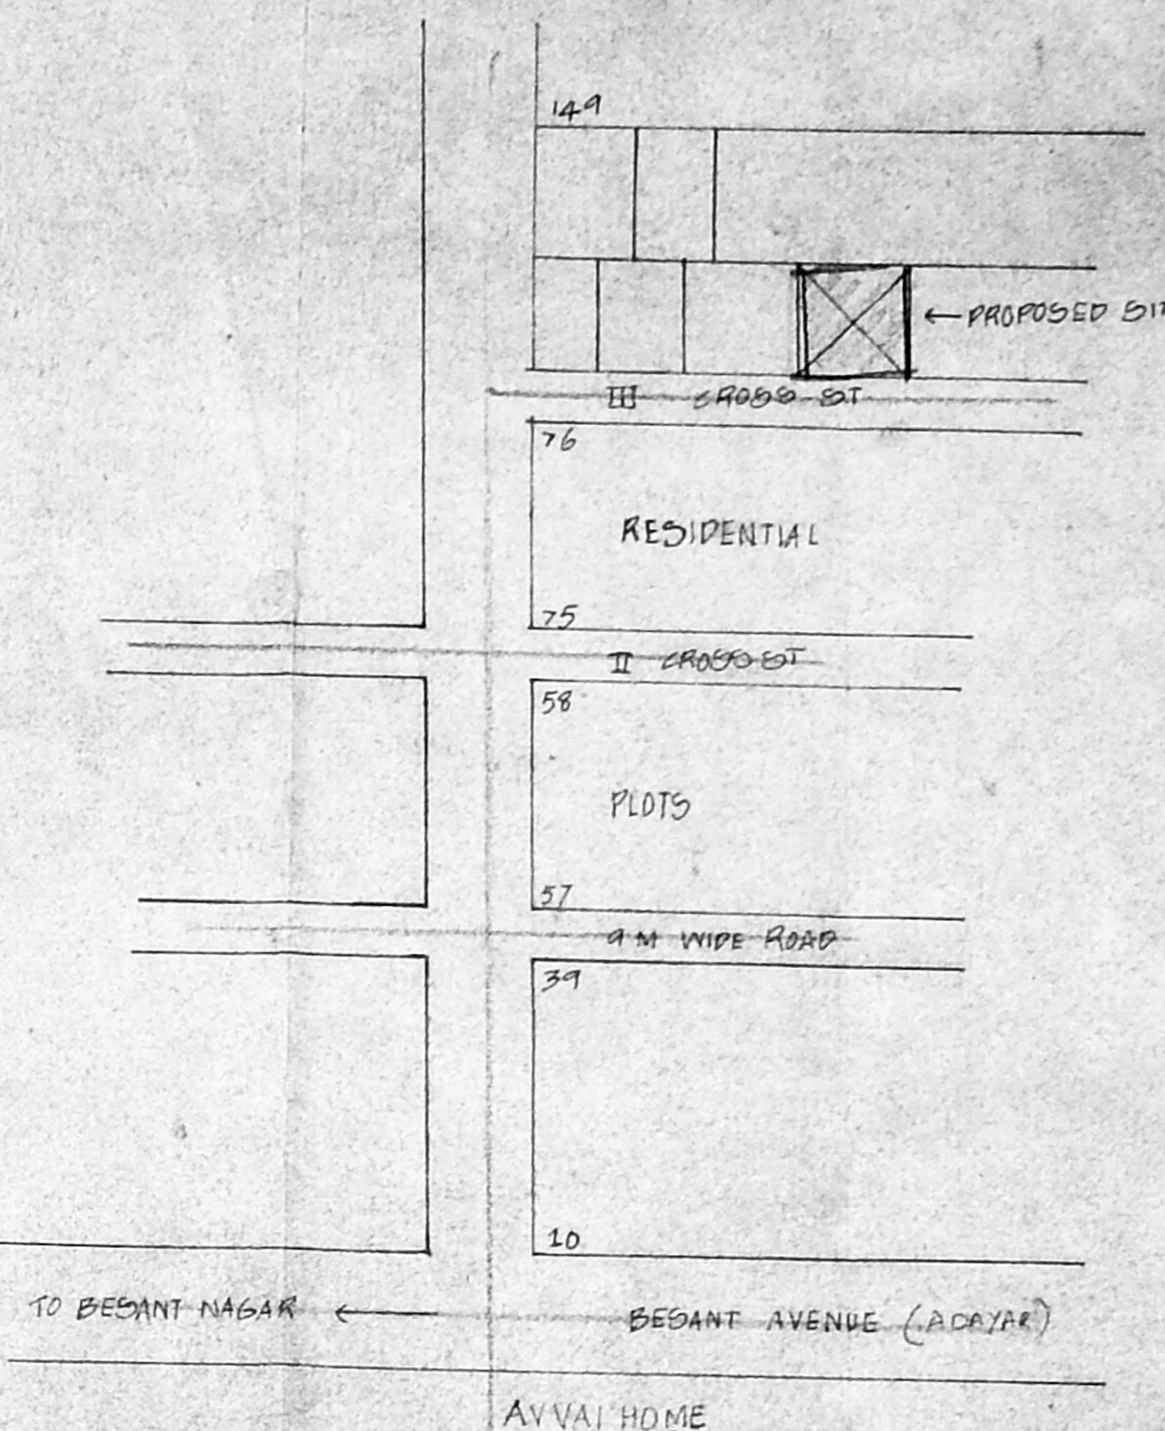 149
← PROPOSED SIT
III CROSS ST
76
RESIDENTIAL
75
II CROSS ST
58
PLOTS
57
9 M WIDE ROAD
39
10
TO BESANT NAGAR ←
BESANT AVENUE (ADAYAR)
AVVAI HOME